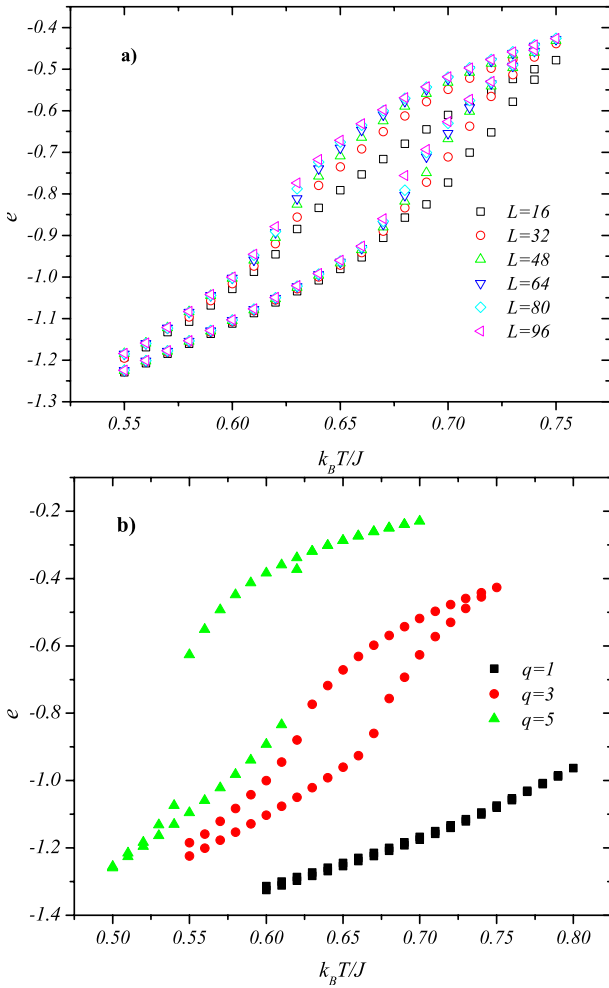 -0.4
a)
-0.5
-0.6
-0.7
e
-0.8
L=16
-0.9
L=32
-1.0
L=48
L=64
-1.1
L=80
-1.2
L=96
-1.3
0.55 0.60 0.65 0.70 0.75
k_BT/J
-0.2
b)
-0.4
-0.6
q=1
e
q=3
-0.8
q=5
-1.0
-1.2
-1.4
0.50 0.55 0.60 0.65 0.70 0.75 0.80
k_BT/J